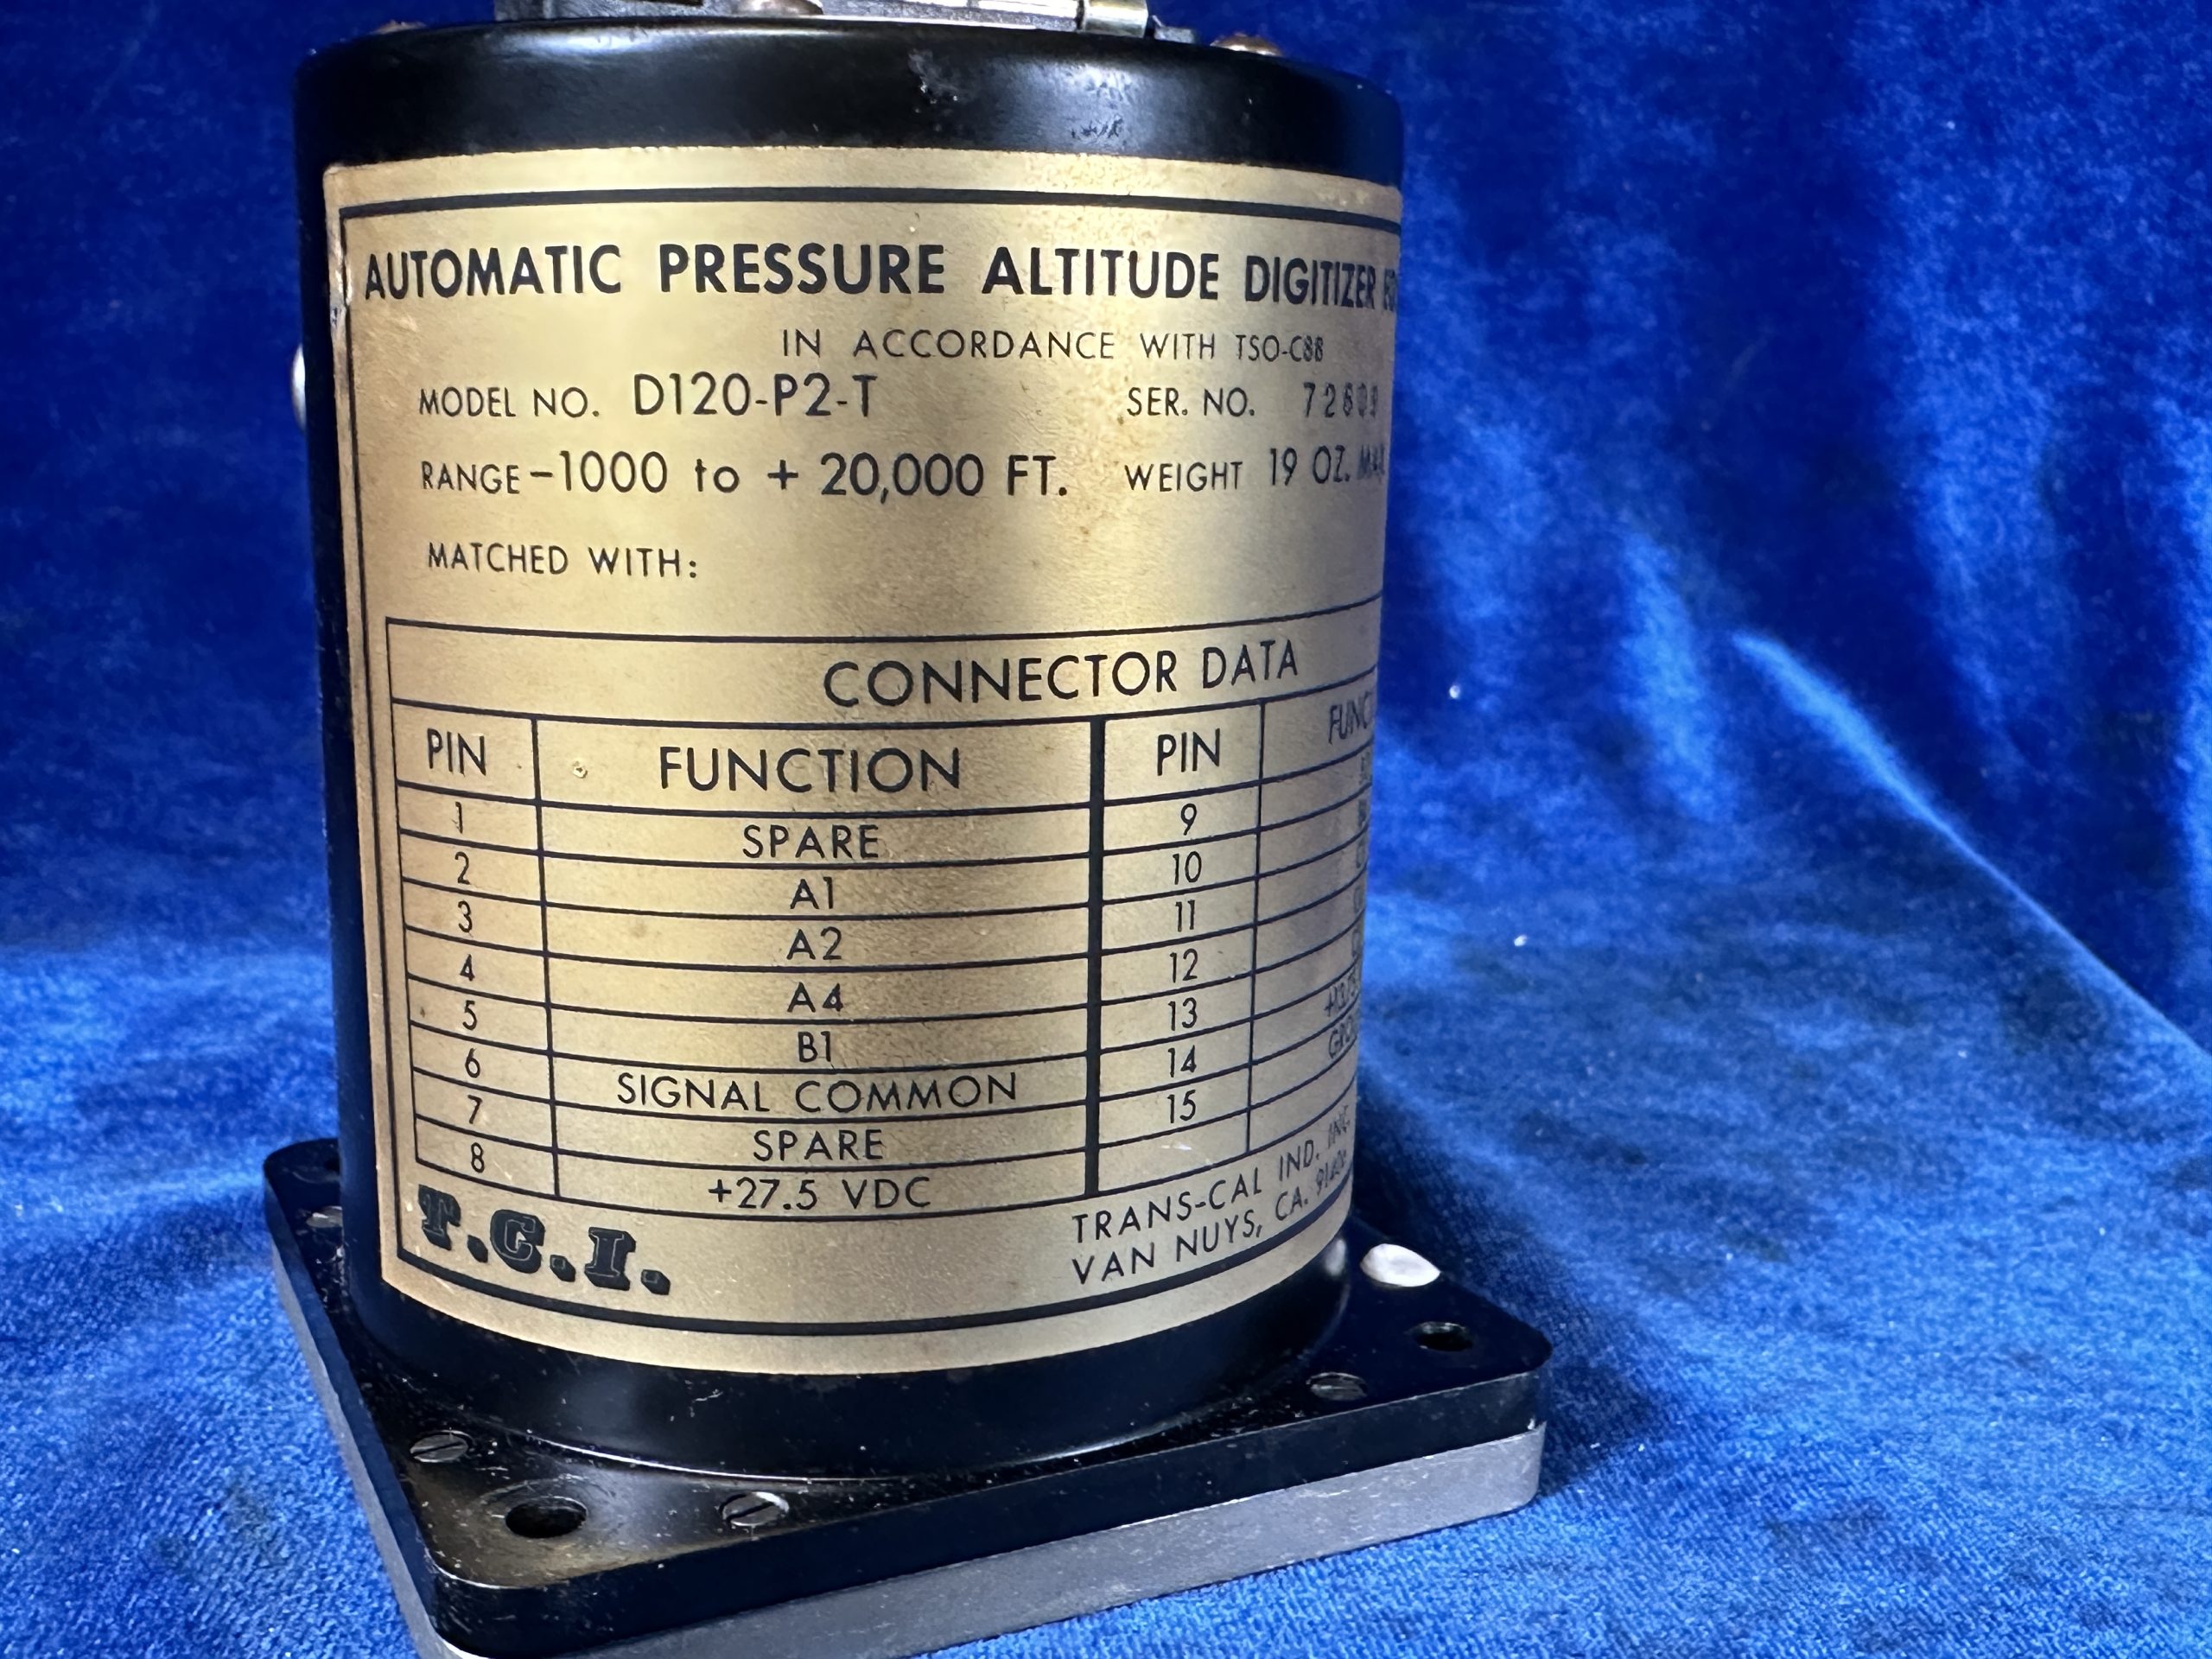 AUTOMATIC PRESSURE ALTITUDE DIGITIZER
IN ACCORDANCE WITH TSO-C88
MODEL NO. D120-P2-T SER. NO.
RANGE -1000 to + 20,000 FT. WEIGHT 19 OZ. MAX.
MATCHED WITH:
CONNECTOR DATA
PIN FUNCTION PIN
1 SPARE 9
2 A1 10
3 A2 11
4 A4 12
5 B1 13
6 SIGNAL COMMON 14
7 SPARE 15
8 +27.5 VDC
T.C.I.
TRANS-CAL IND. INC.
VAN NUYS, CA.